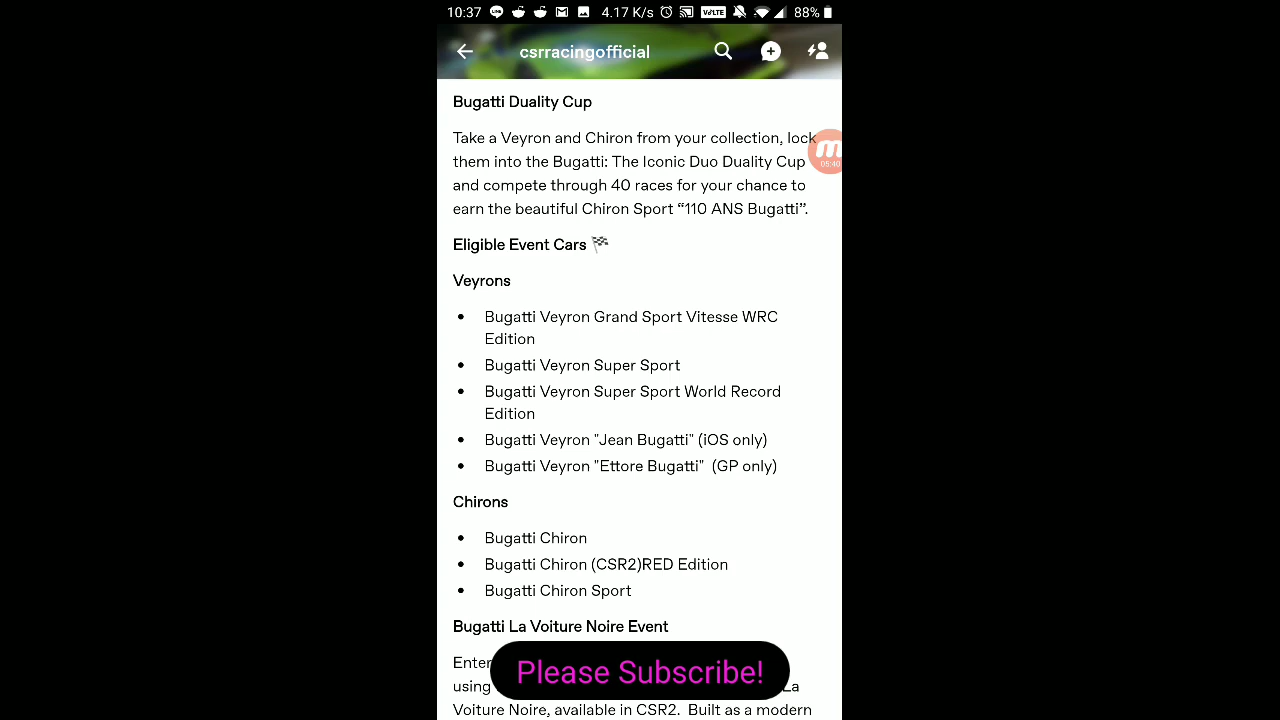 10:37 4.17 K/s VoLTE 88%
csrracingofficial
Bugatti Duality Cup
Take a Veyron and Chiron from your collection, lock
them into the Bugatti: The Iconic Duo Duality Cup
05:40
and compete through 40 races for your chance to
earn the beautiful Chiron Sport “110 ANS Bugatti”.
Eligible Event Cars
Veyrons
• Bugatti Veyron Grand Sport Vitesse WRC
Edition
• Bugatti Veyron Super Sport
• Bugatti Veyron Super Sport World Record
Edition
• Bugatti Veyron "Jean Bugatti" (iOS only)
• Bugatti Veyron "Ettore Bugatti" (GP only)
Chirons
• Bugatti Chiron
• Bugatti Chiron (CSR2)RED Edition
• Bugatti Chiron Sport
Bugatti La Voiture Noire Event
Enter
Please Subscribe!
using La
Voiture Noire, available in CSR2. Built as a modern